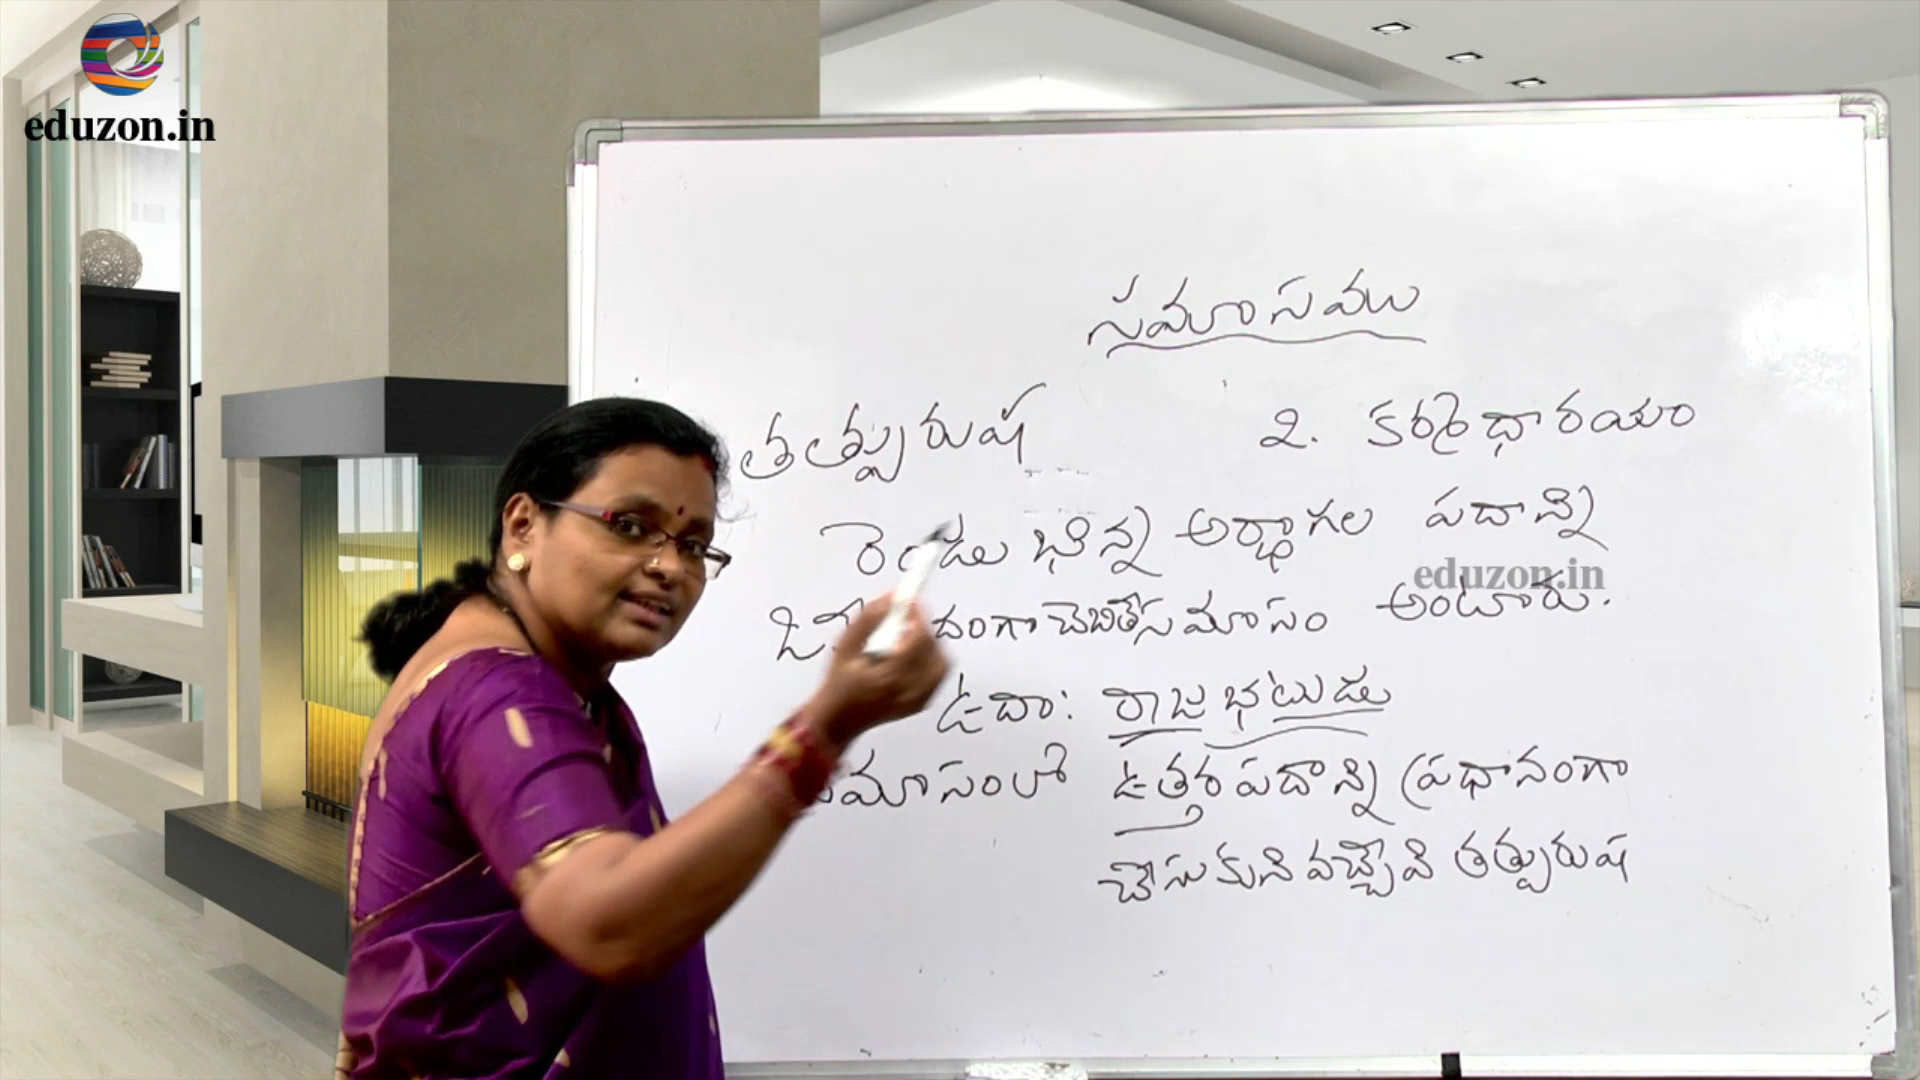 eduzon.in
సమాసము
తత్పురుష 2. కర్మధారయం
రెండు భిన్న అర్థాగల పదాన్ని
eduzon.in
దంగా చెబితే సమాసం అంటారు.
ఉదా: రాజభటుడు
సమాసంలో ఉత్తర పదాన్ని ప్రధానంగా
చేసుకుని వచ్చేవి తత్పురుష